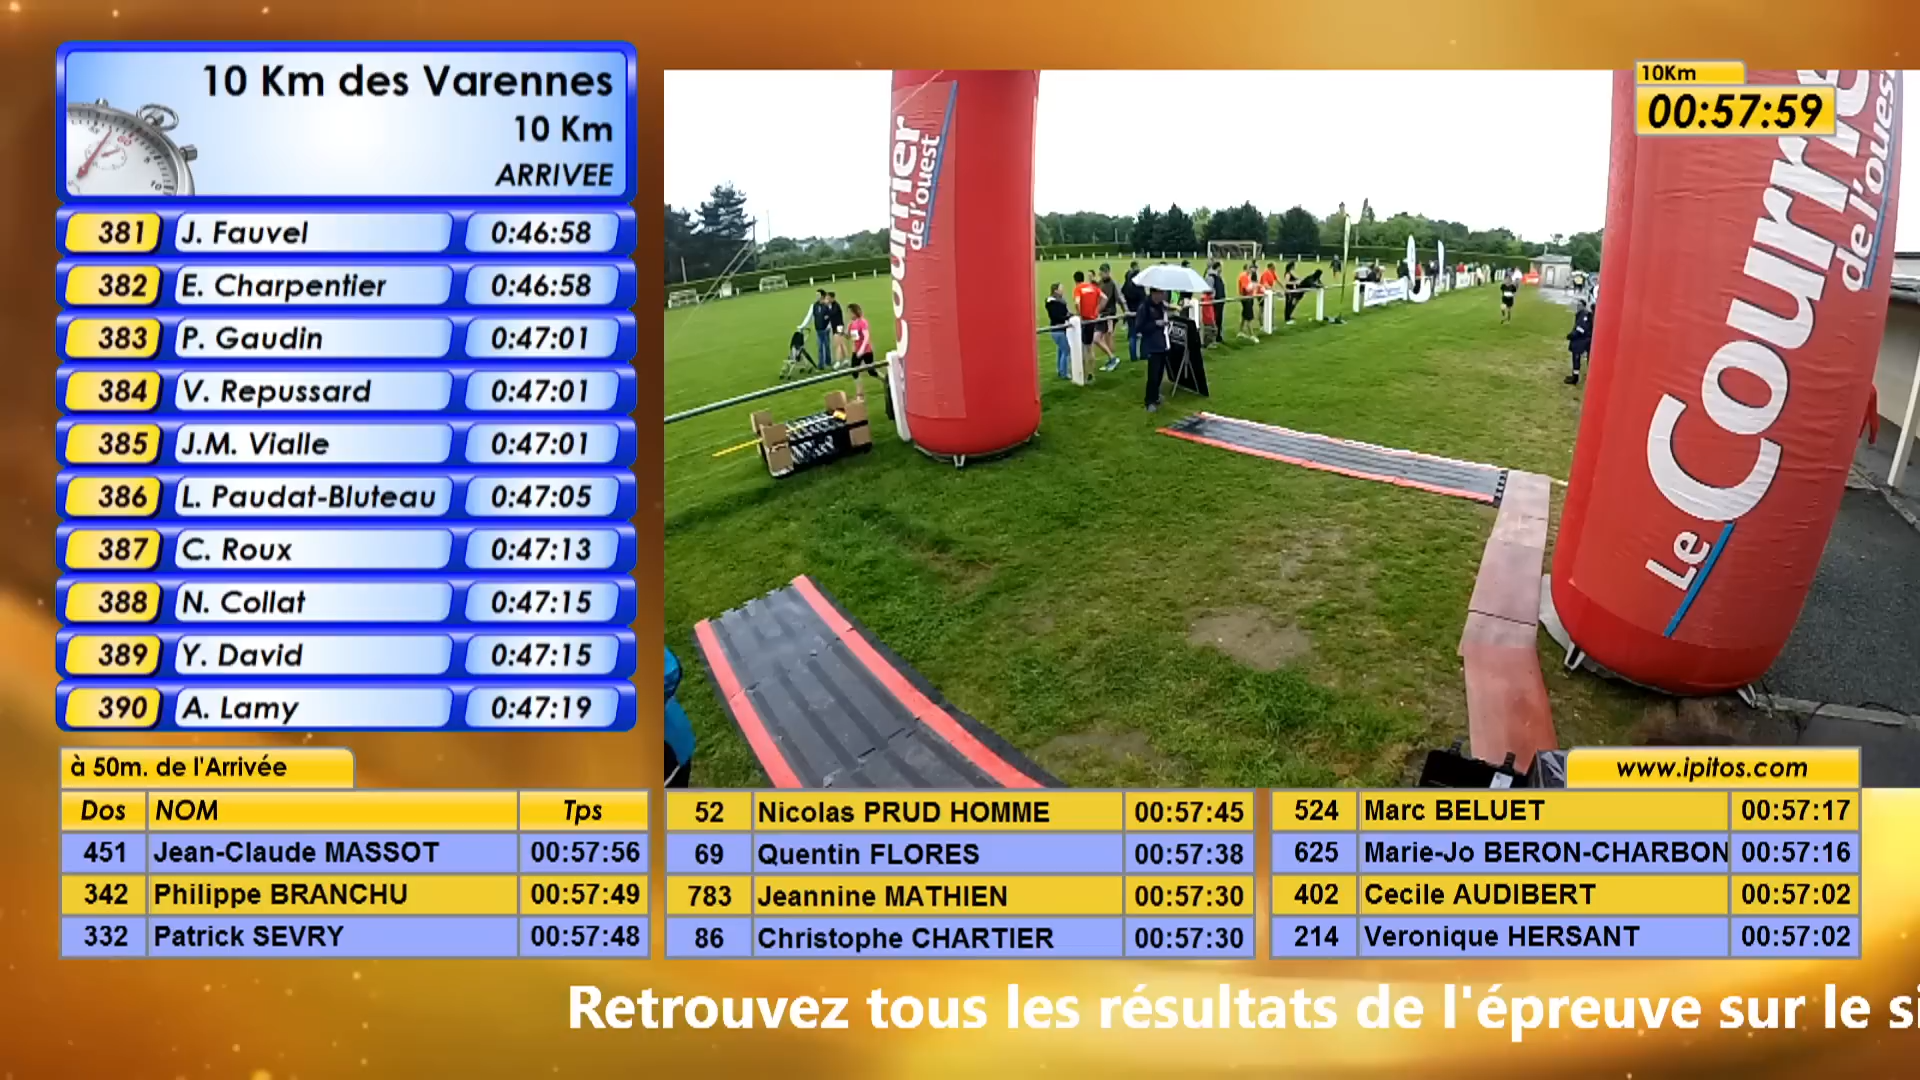 10 Km des Varennes
10 Km
ARRIVEE
381 J. Fauvel 0:46:58
382 E. Charpentier 0:46:58
383 P. Gaudin 0:47:01
384 V. Repussard 0:47:01
385 J.M. Vialle 0:47:01
386 L. Paudat-Bluteau 0:47:05
387 C. Roux 0:47:13
388 N. Collat 0:47:15
389 Y. David 0:47:15
390 A. Lamy 0:47:19
10Km
00:57:59
Courrier
de l'ouest
Le Courrie
de l'ouest
à 50m. de l'Arrivée
www.ipitos.com
Dos NOM Tps
451 Jean-Claude MASSOT 00:57:56
342 Philippe BRANCHU 00:57:49
332 Patrick SEVRY 00:57:48
52 Nicolas PRUD HOMME 00:57:45
69 Quentin FLORES 00:57:38
783 Jeannine MATHIEN 00:57:30
86 Christophe CHARTIER 00:57:30
524 Marc BELUET 00:57:17
625 Marie-Jo BERON-CHARBON 00:57:16
402 Cecile AUDIBERT 00:57:02
214 Veronique HERSANT 00:57:02
Retrouvez tous les résultats de l'épreuve sur le si